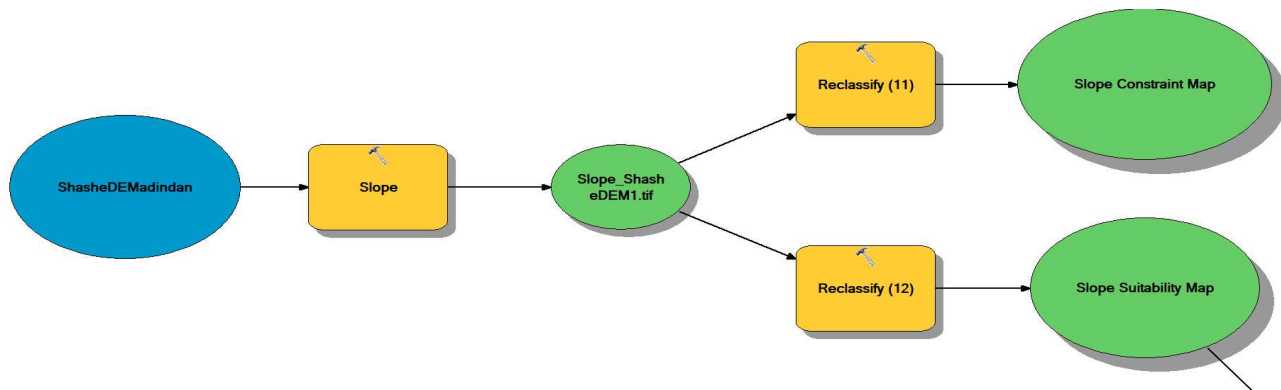 ShasheDEMadindan
Slope
Slope_Shash
eDEM1.tif
Reclassify (11)
Slope Constraint Map
Reclassify (12)
Slope Suitability Map